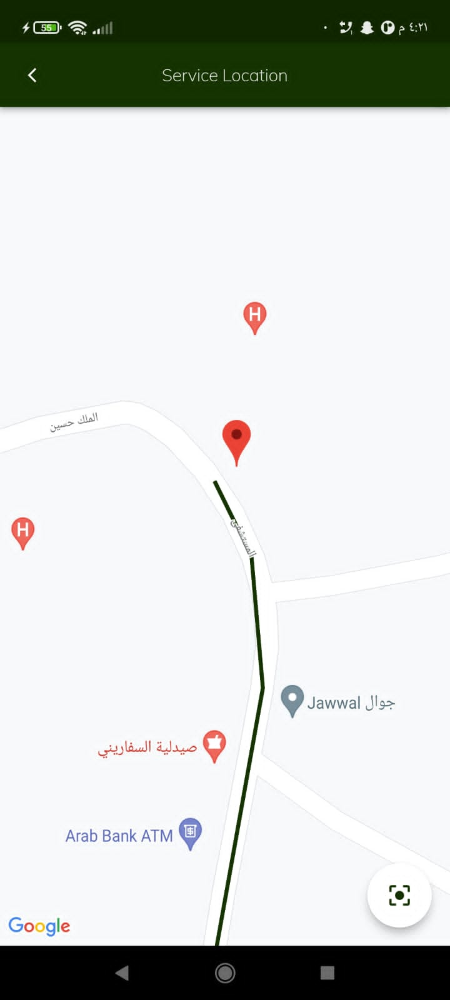 55
٤:٢١ م
Service Location
الملك حسين
المستشفى
Jawwal جوال
صيدلية السفاريني
Arab Bank ATM
Google